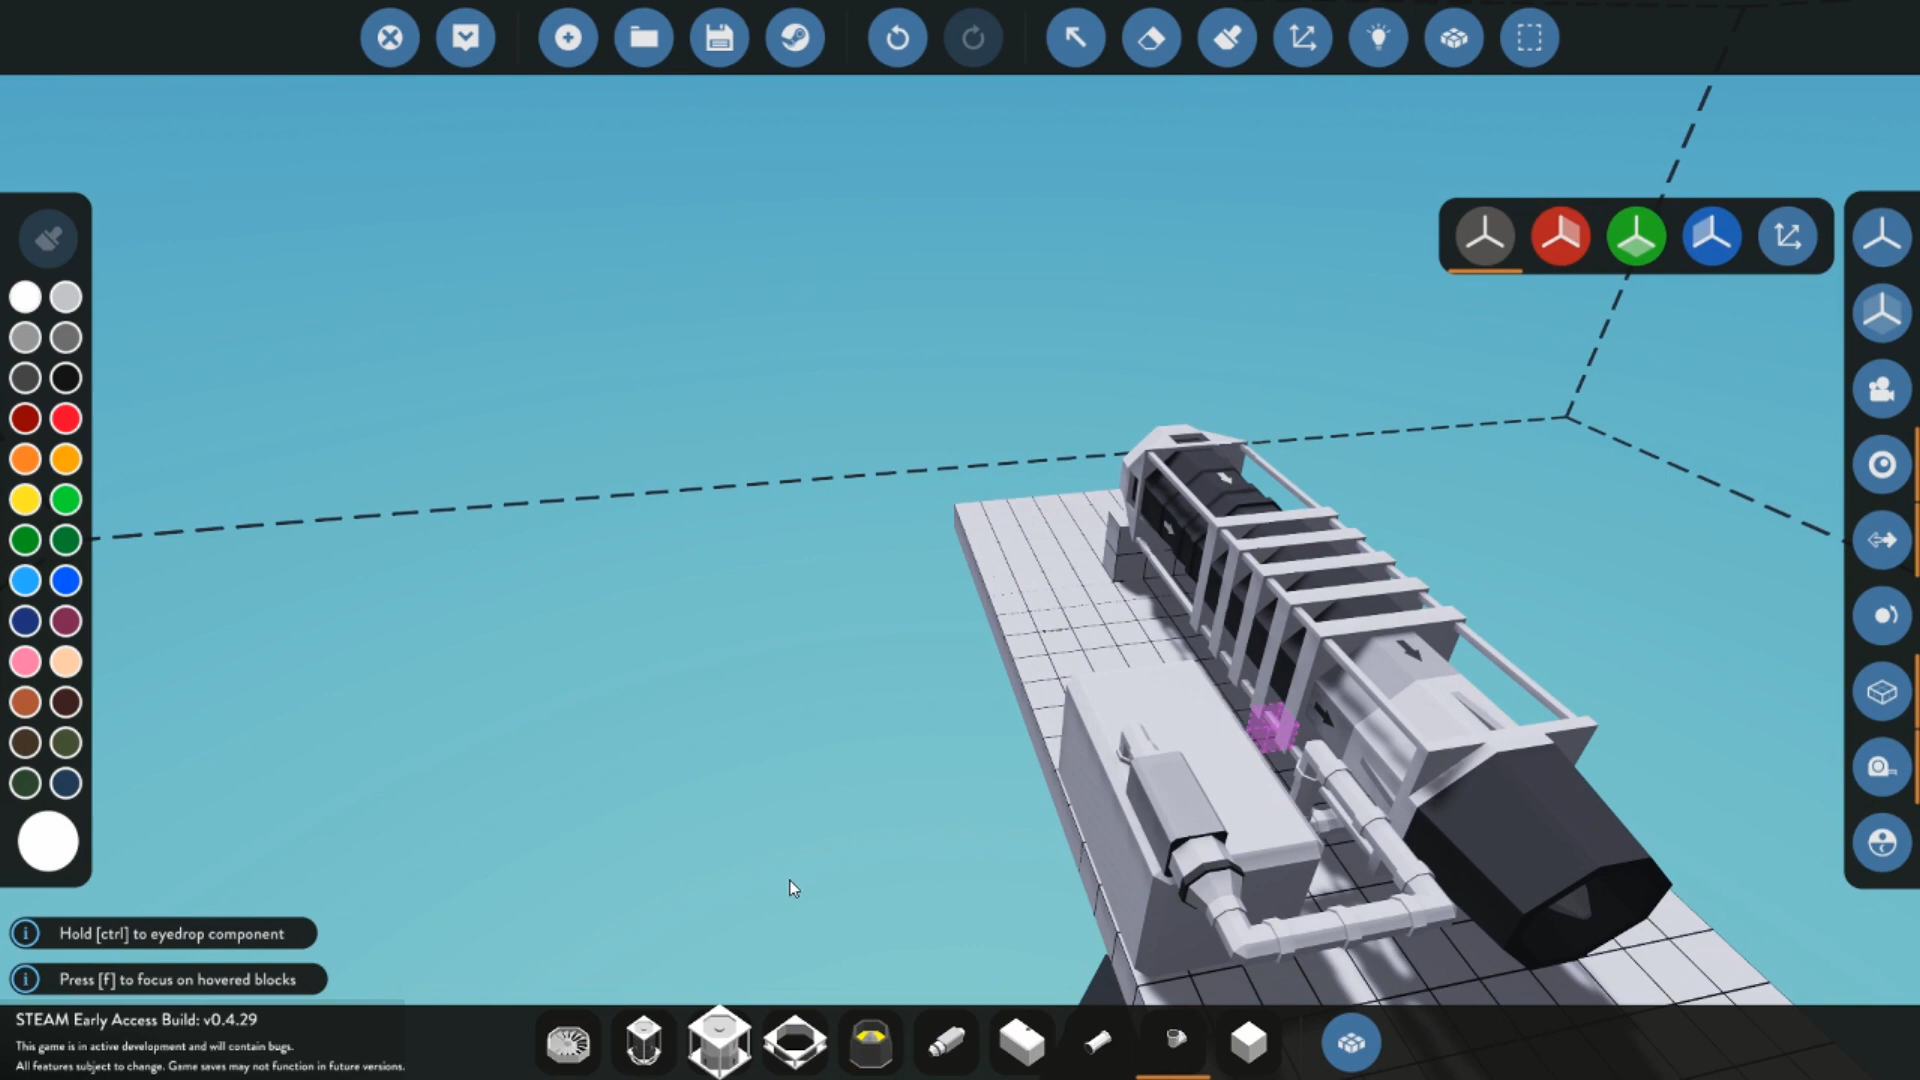 Hold [ctrl] to eyedrop component
Press [f] to focus on hovered blocks
STEAM Early Access Build: v0.4.29
This game is in active development and will contain bugs.
All features subject to change. Game saves may not function in future versions.